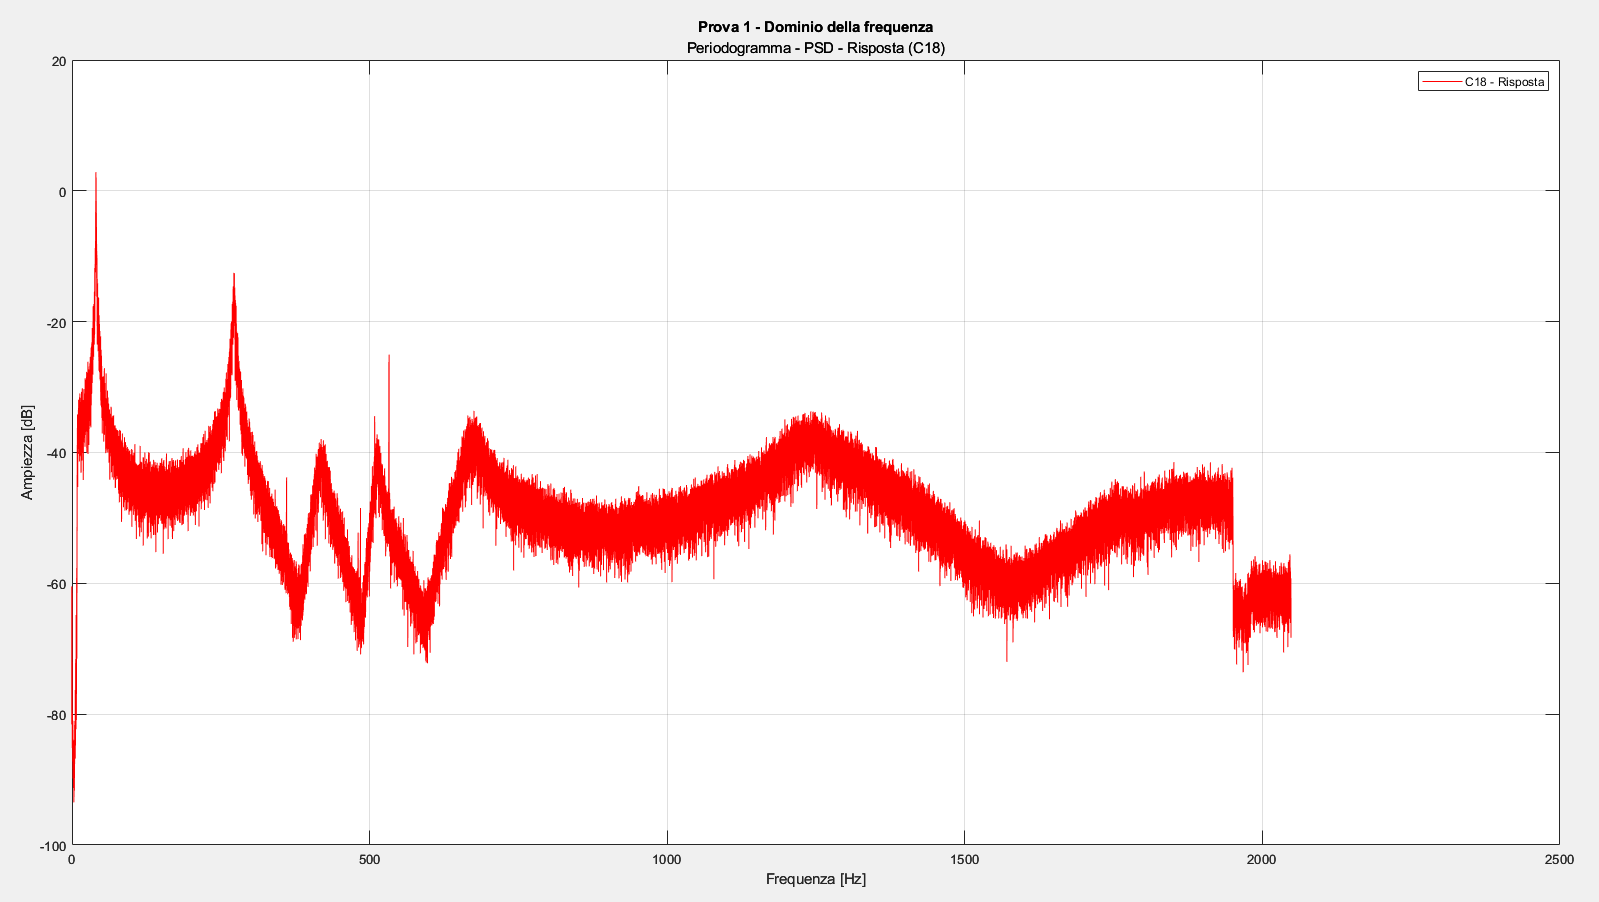 Prova 1 - Dominio della frequenza
Periodogramma - PSD - Risposta (C18)
C18 - Risposta
Ampiezza [dB]
20
0
-20
-40
-60
-80
-100
0 500 1000 1500 2000 2500
Frequenza [Hz]